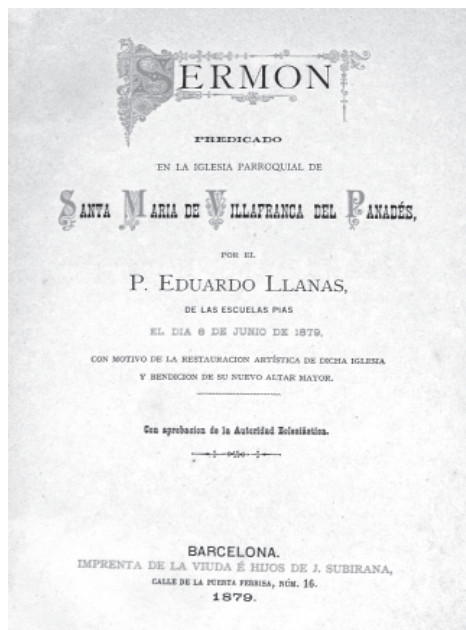 SERMON
PREDICADO
EN LA IGLESIA PARROQUIAL DE
SANTA MARIA DE VILLAFRANCA DEL PANADÉS,
POR EL
P. EDUARDO LLANAS,
DE LAS ESCUELAS PIAS
EL DIA 8 DE JUNIO DE 1879,
CON MOTIVO DE LA RESTAURACION ARTÍSTICA DE DICHA IGLESIA
Y BENDICION DE SU NUEVO ALTAR MAYOR.
Con aprobacion de la Autoridad Eclesiástica.
BARCELONA.
IMPRENTA DE LA VIUDA É HIJOS DE J. SUBIRANA,
CALLE DE LA PUERTA FERRISA, NÚM. 16.
1879.